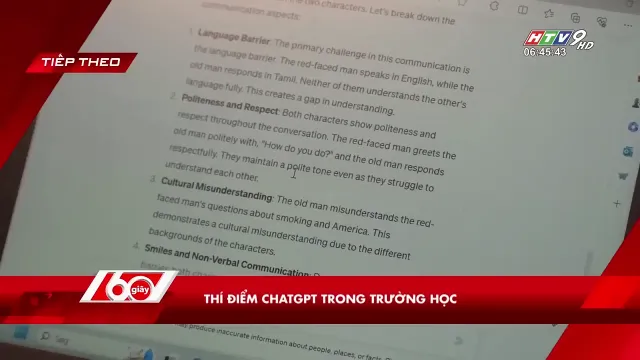 the two characters. Let's break down the
communication aspects:
1. Language Barrier: The primary challenge in this communication is
the language barrier. The red-faced man speaks in English, while the
old man responds in Tamil. Neither of them understands the other's
language fully. This creates a gap in understanding.
2. Politeness and Respect: Both characters show politeness and
respect throughout the conversation. The red-faced man greets the
old man politely with, "How do you do?" and the old man responds
respectfully. They maintain a polite tone even as they struggle to
understand each other.
3. Cultural Misunderstanding: The old man misunderstands the red-
faced man's questions about smoking and America. This
demonstrates a cultural misunderstanding due to the different
backgrounds of the characters.
4. Smiles and Non-Verbal Communication:
may produce inaccurate information about people, places, or facts.
TIẾP THEO
HTV9 HD
06:45:43
60 giây
THÍ ĐIỂM CHATGPT TRONG TRƯỜNG HỌC